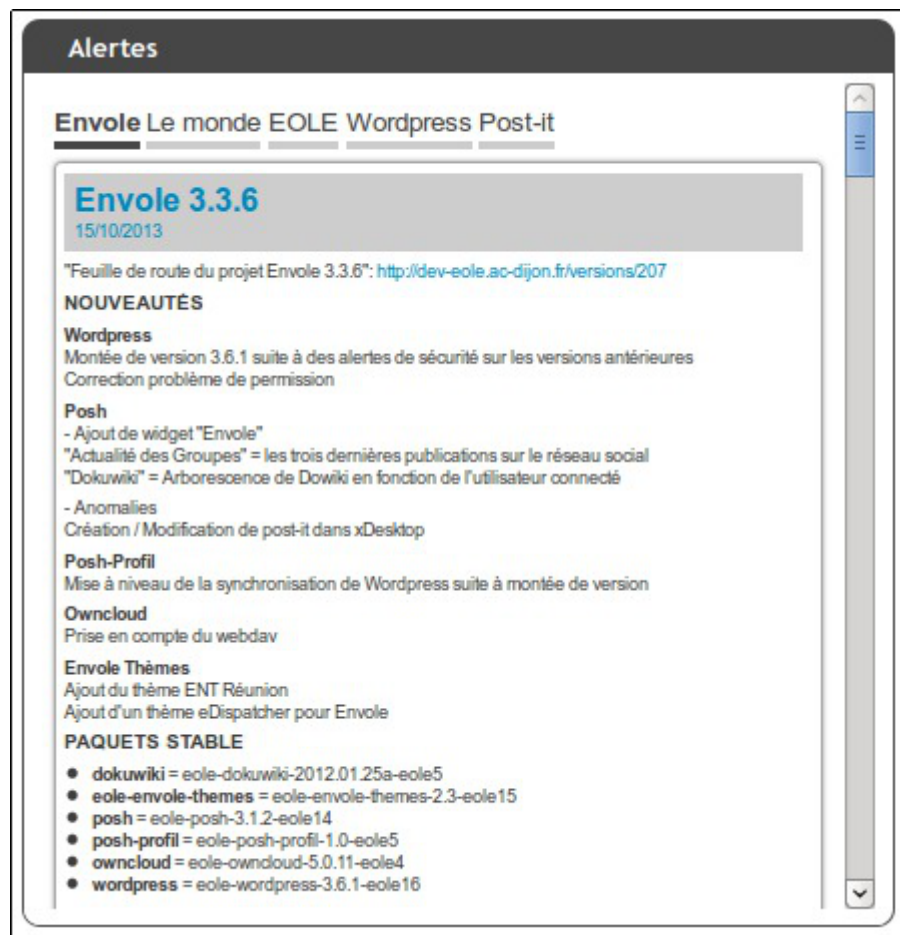 Alertes
Envole Le monde EOLE Wordpress Post-it
Envole 3.3.6
15/10/2013
"Feuille de route du projet Envole 3.3.6": http://dev-eole.ac-dijon.fr/versions/207
NOUVEAUTÉS
Wordpress
Montée de version 3.6.1 suite à des alertes de sécurité sur les versions antérieures
Correction problème de permission
Posh
- Ajout de widget "Envole"
"Actualité des Groupes" = les trois dernières publications sur le réseau social
"Dokuwiki" = Arborescence de Dowiki en fonction de l'utilisateur connecté
- Anomalies
Création / Modification de post-it dans xDesktop
Posh-Profil
Mise à niveau de la synchronisation de Wordpress suite à montée de version
Owncloud
Prise en compte du webdav
Envole Thèmes
Ajout du thème ENT Réunion
Ajout d'un thème eDispatcher pour Envole
PAQUETS STABLE
● dokuwiki = eole-dokuwiki-2012.01.25a-eole5
● eole-envole-themes = eole-envole-themes-2.3-eole15
● posh = eole-posh-3.1.2-eole14
● posh-profil = eole-posh-profil-1.0-eole5
● owncloud = eole-owncloud-5.0.11-eole4
● wordpress = eole-wordpress-3.6.1-eole16